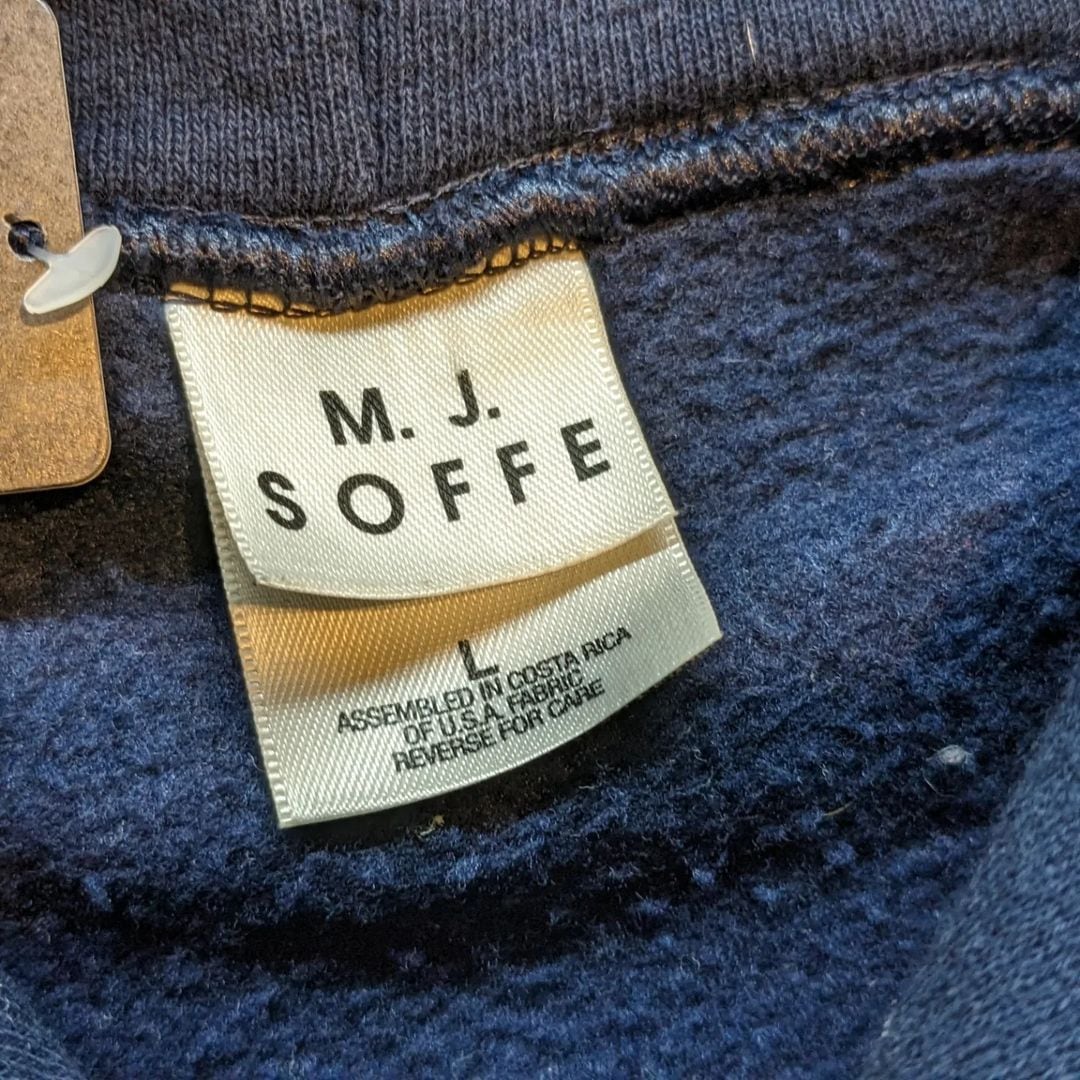 M. J.
SOFFE
L
ASSEMBLED IN COSTA RICA
OF U.S.A. FABRIC
REVERSE FOR CARE